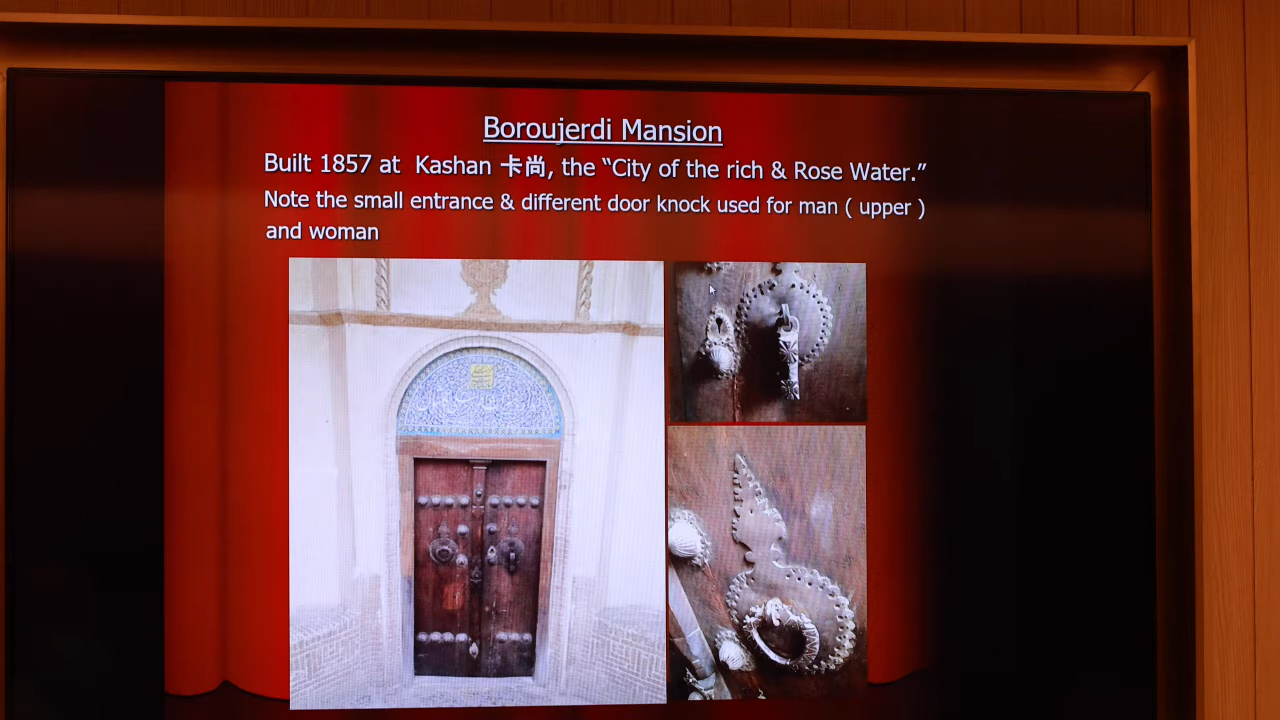 Boroujerdi Mansion
Built 1857 at Kashan 卡尚, the “City of the rich & Rose Water.”
Note the small entrance & different door knock used for man ( upper )
and woman